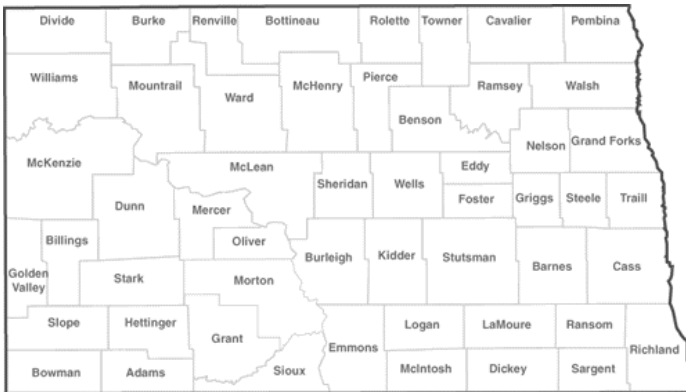 Divide
Burke
Renville
Bottineau
Rolette
Towner
Cavalier
Pembina
Williams
Mountrail
Ward
McHenry
Pierce
Benson
Ramsey
Walsh
Nelson
Grand Forks
McKenzie
Dunn
McLean
Mercer
Oliver
Sheridan
Wells
Eddy
Foster
Griggs
Steele
Traill
Billings
Golden
Valley
Stark
Morton
Burleigh
Kidder
Stutsman
Barnes
Cass
Slope
Hettinger
Grant
Emmons
Logan
LaMoure
Ransom
Richland
Bowman
Adams
Sioux
McIntosh
Dickey
Sargent